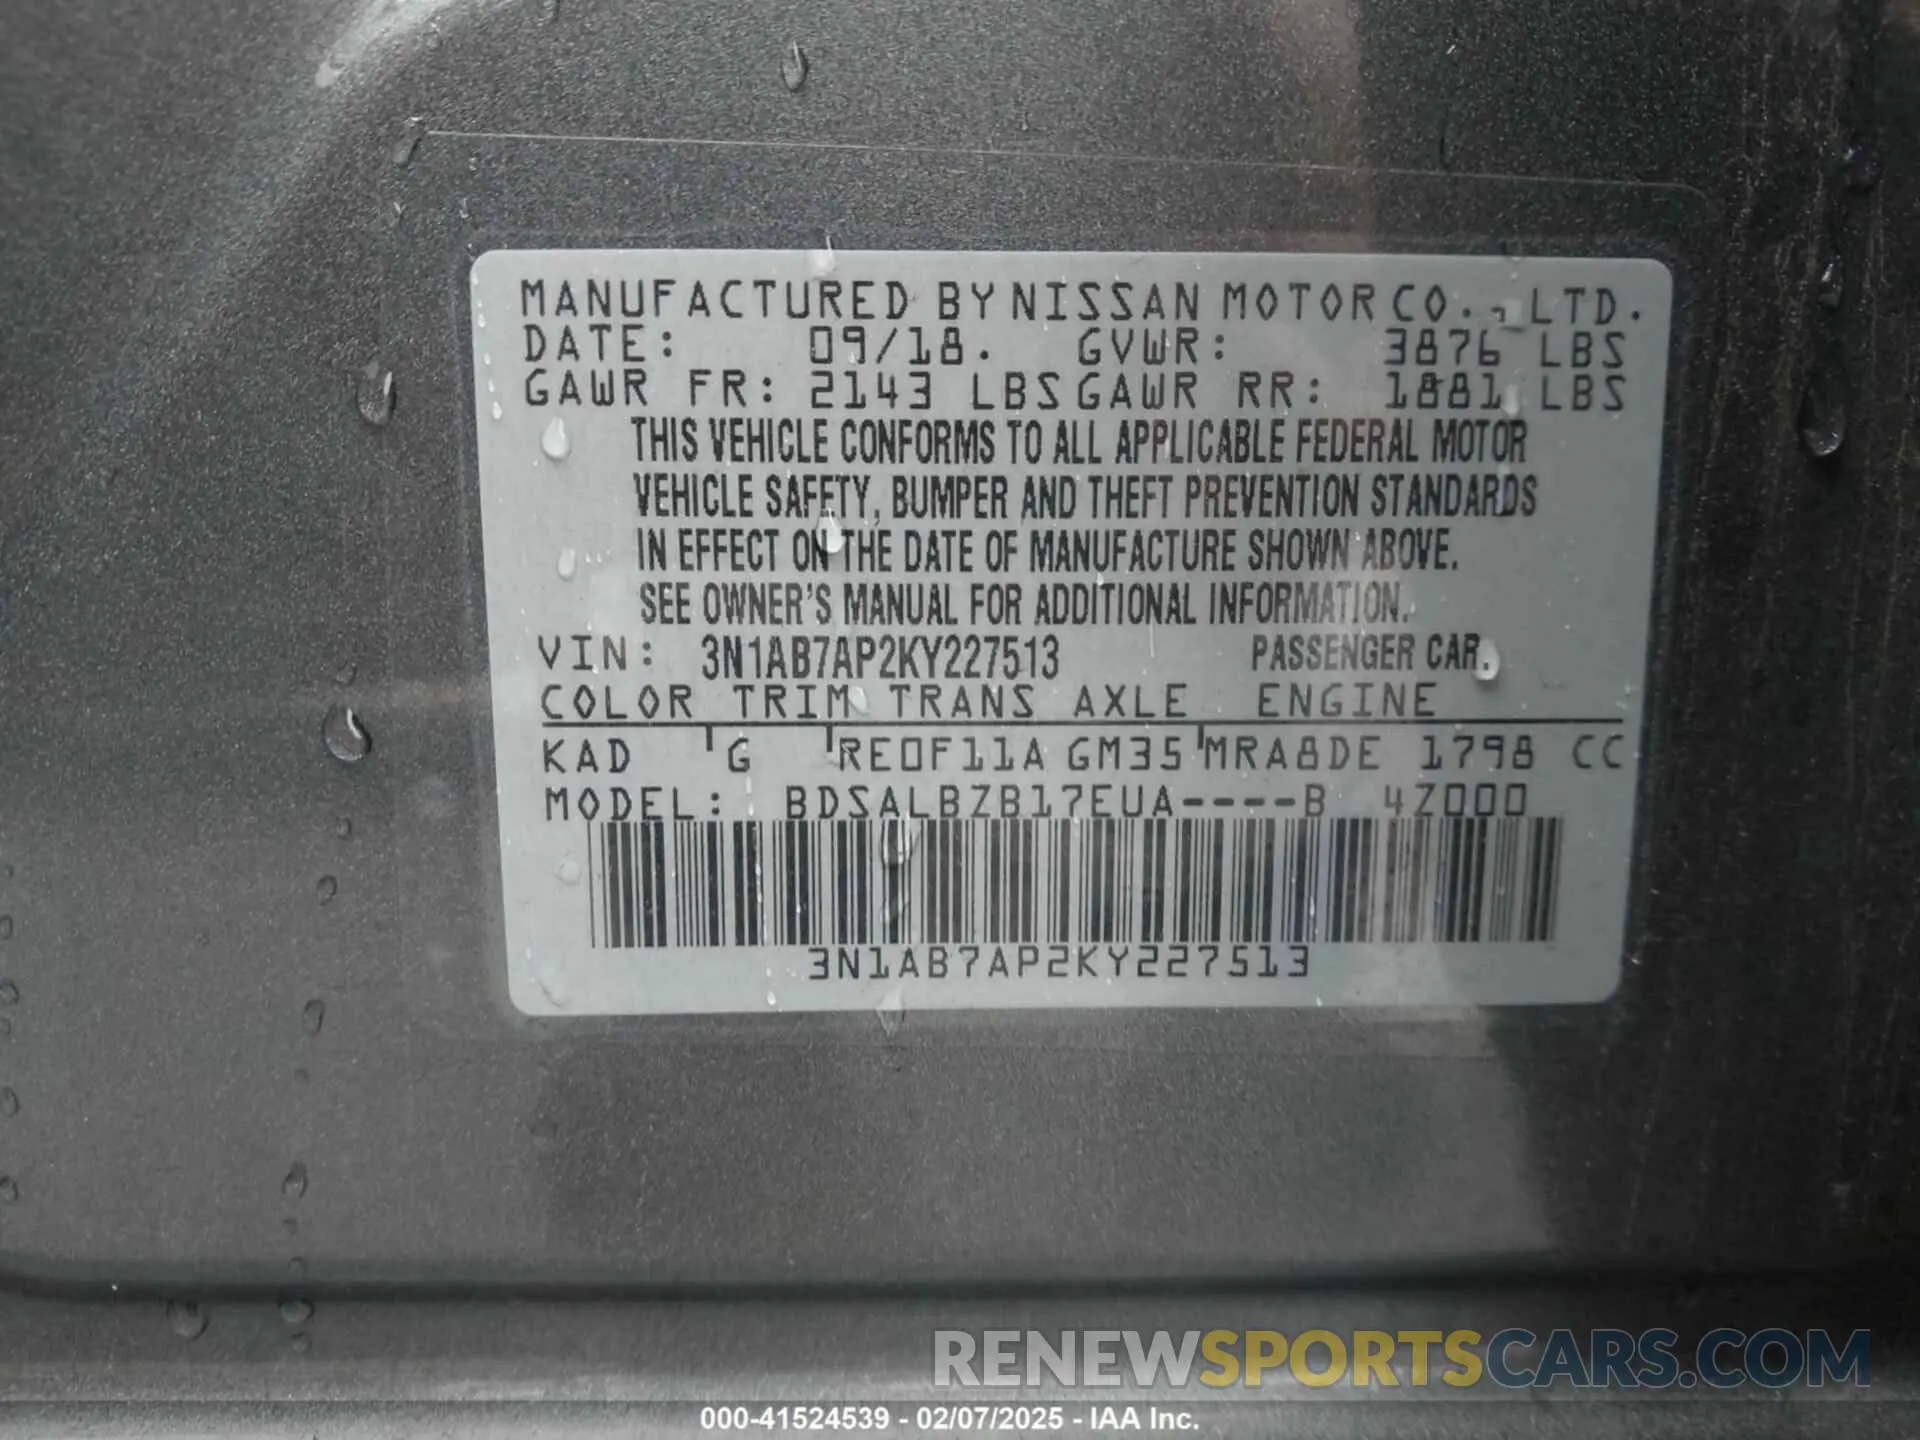 MANUFACTURED BY NISSAN MOTOR CO., LTD.
DATE: 09/18. GVWR: 3876 LBS
GAWR FR: 2143 LBS GAWR RR: 1881 LBS
THIS VEHICLE CONFORMS TO ALL APPLICABLE FEDERAL MOTOR
VEHICLE SAFETY, BUMPER AND THEFT PREVENTION STANDARDS
IN EFFECT ON THE DATE OF MANUFACTURE SHOWN ABOVE.
SEE OWNER'S MANUAL FOR ADDITIONAL INFORMATION.
VIN: 3N1AB7AP2KY227513 PASSENGER CAR.
COLOR TRIM TRANS AXLE ENGINE
KAD G RE0F11A GM35 MRA8DE 1798 CC
MODEL: BDSALBZB17EUA----B 4Z000
3N1AB7AP2KY227513
RENEWSPORTSCARS.COM
000-41524539 - 02/07/2025 - IAA Inc.